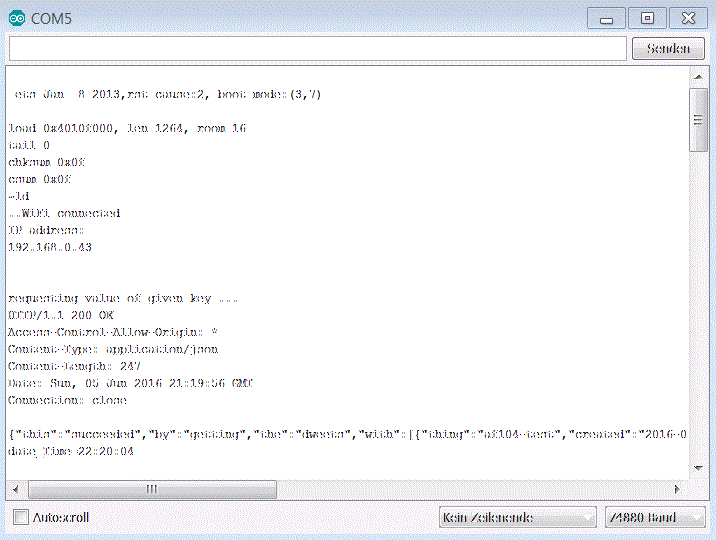 COM5
Senden
ets Jan 8 2013,rst cause:2, boot mode:(3,7)
load 0x4010f000, len 1264, room 16
tail 0
chksum 0x0f
csum 0x0f
~ld
...WiFi connected
IP address:
192.168.0.43
requesting value of given key ....
HTTP/1.1 200 OK
Access-Control-Allow-Origin: *
Content-Type: application/json
Content-Length: 247
Date: Sun, 05 Jun 2016 21:19:56 GMT
Connection: close
{"this":"succeeded","by":"getting","the":"dweets","with":[{"thing":"af104-test","created":"2016-0
date_Time:22:20:04
Autoscroll
Kein Zeilenende
74880 Baud